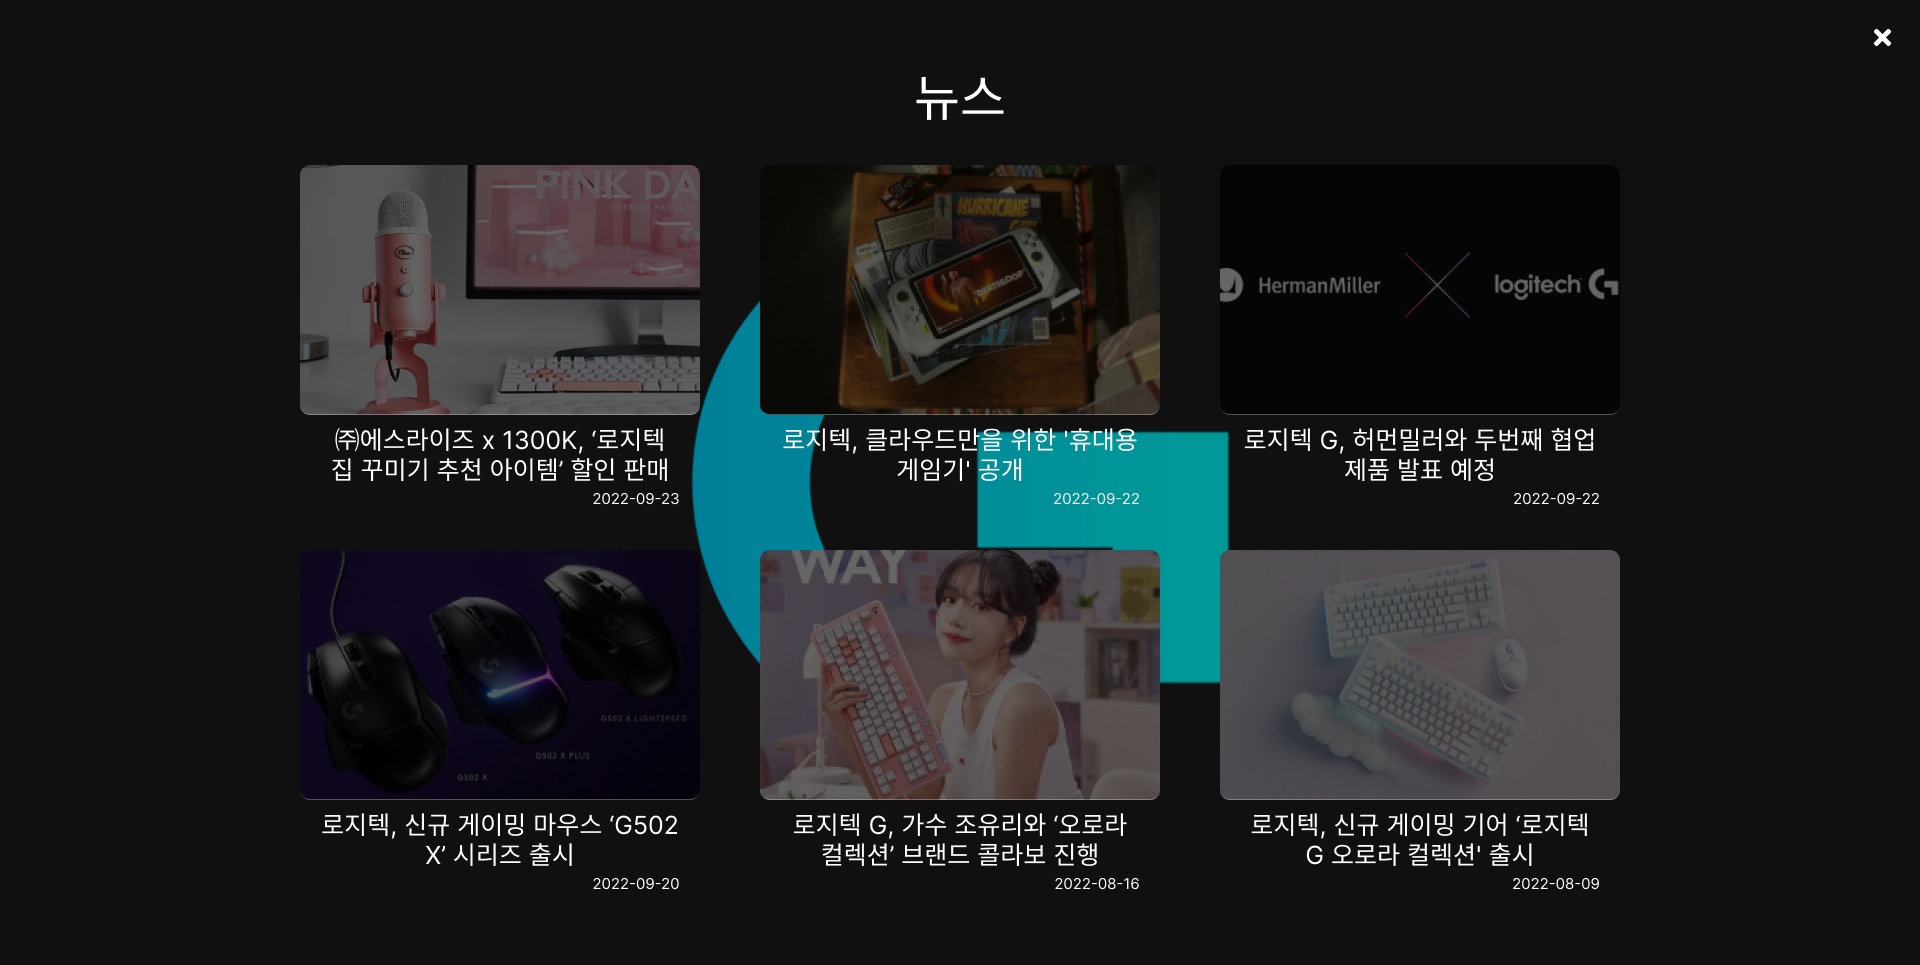 뉴스
PINK DA
OVERLAY PACKAG
Blue
㈜에스라이즈 x 1300K, ‘로지텍
집 꾸미기 추천 아이템’ 할인 판매
2022-09-23
HURRICANE
DEATHLOOP
로지텍, 클라우드만을 위한 '휴대용
게임기' 공개
2022-09-22
HermanMiller
logitech G
로지텍 G, 허먼밀러와 두번째 협업
제품 발표 예정
2022-09-22
G502 X LIGHTSPEED
G502 X PLUS
G502 X
로지텍, 신규 게이밍 마우스 ‘G502
X’ 시리즈 출시
2022-09-20
WAY
로지텍 G, 가수 조유리와 ‘오로라
컬렉션’ 브랜드 콜라보 진행
2022-08-16
로지텍, 신규 게이밍 기어 ‘로지텍
G 오로라 컬렉션' 출시
2022-08-09